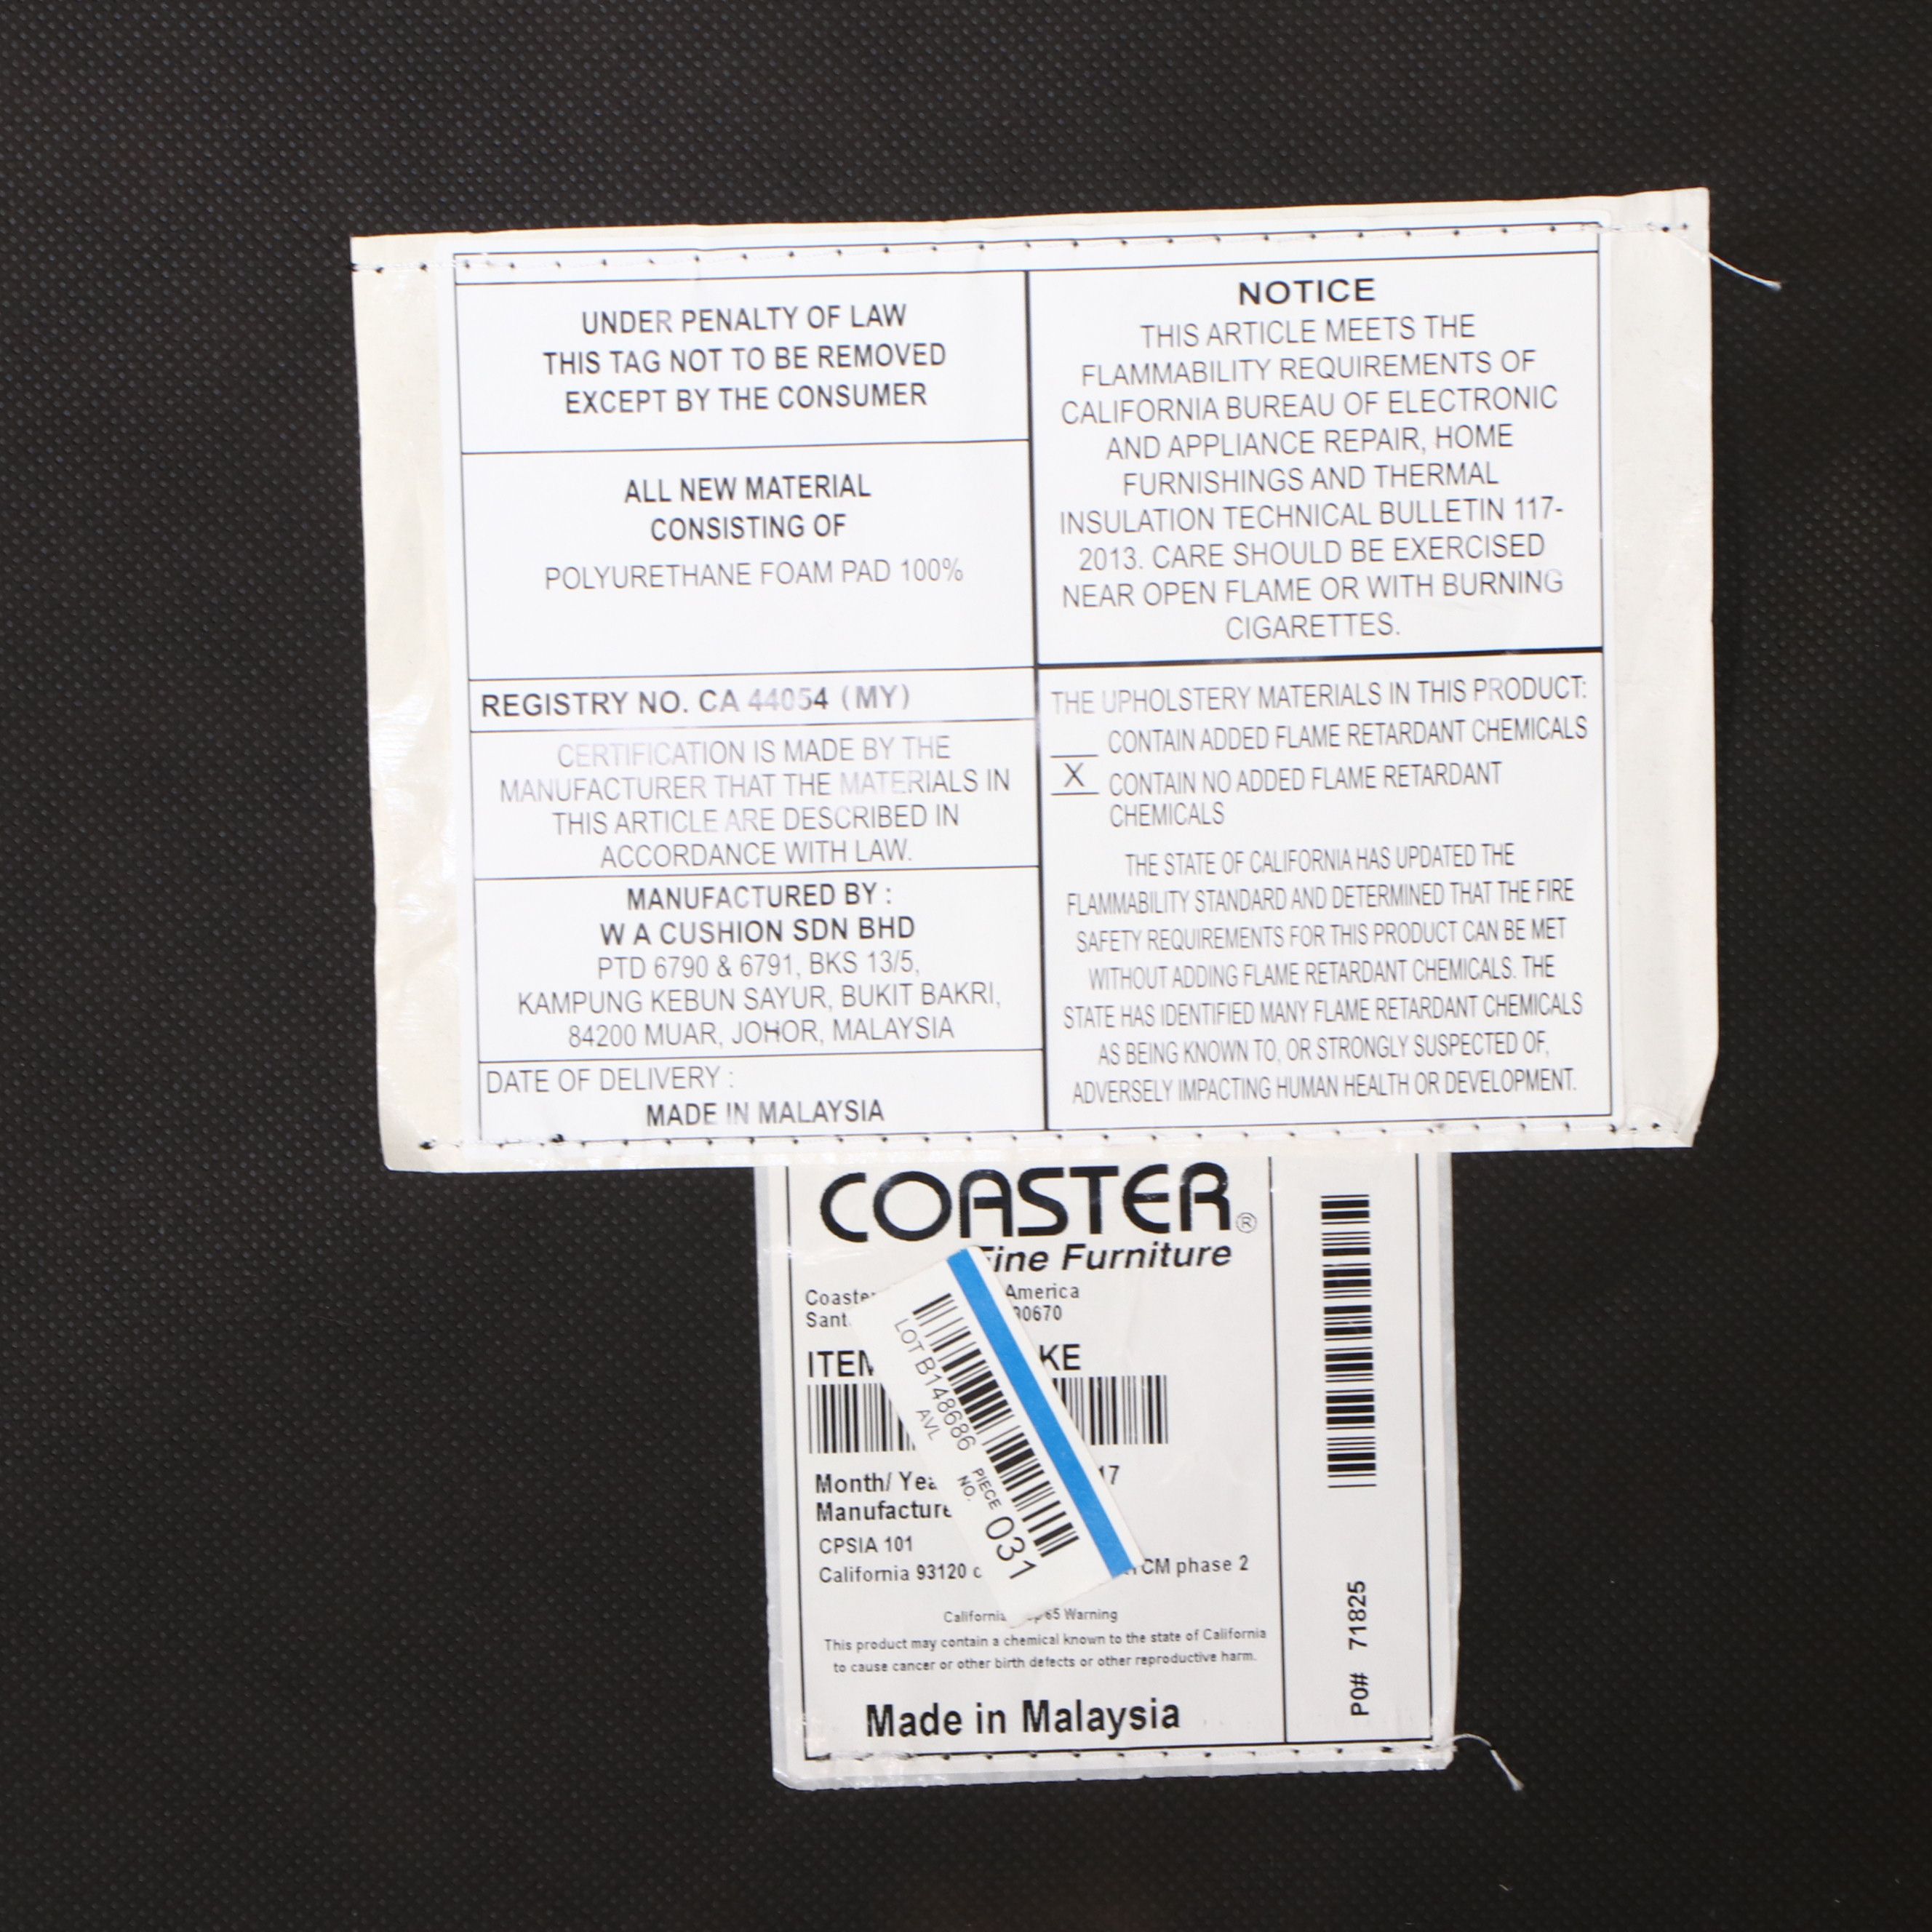 UNDER PENALTY OF LAW
THIS TAG NOT TO BE REMOVED
EXCEPT BY THE CONSUMER
ALL NEW MATERIAL
CONSISTING OF
POLYURETHANE FOAM PAD 100%
REGISTRY NO. CA 44054 (MY)
CERTIFICATION IS MADE BY THE
MANUFACTURER THAT THE MATERIALS IN
THIS ARTICLE ARE DESCRIBED IN
ACCORDANCE WITH LAW.
MANUFACTURED BY :
W A CUSHION SDN BHD
PTD 6790 & 6791, BKS 13/5,
KAMPUNG KEBUN SAYUR, BUKIT BAKRI,
84200 MUAR, JOHOR, MALAYSIA
DATE OF DELIVERY :
MADE IN MALAYSIA
NOTICE
THIS ARTICLE MEETS THE
FLAMMABILITY REQUIREMENTS OF
CALIFORNIA BUREAU OF ELECTRONIC
AND APPLIANCE REPAIR, HOME
FURNISHINGS AND THERMAL
INSULATION TECHNICAL BULLETIN 117-
2013. CARE SHOULD BE EXERCISED
NEAR OPEN FLAME OR WITH BURNING
CIGARETTES.
THE UPHOLSTERY MATERIALS IN THIS PRODUCT:
CONTAIN ADDED FLAME RETARDANT CHEMICALS
X CONTAIN NO ADDED FLAME RETARDANT
CHEMICALS
THE STATE OF CALIFORNIA HAS UPDATED THE
FLAMMABILITY STANDARD AND DETERMINED THAT THE FIRE
SAFETY REQUIREMENTS FOR THIS PRODUCT CAN BE MET
WITHOUT ADDING FLAME RETARDANT CHEMICALS. THE
STATE HAS IDENTIFIED MANY FLAME RETARDANT CHEMICALS
AS BEING KNOWN TO, OR STRONGLY SUSPECTED OF,
ADVERSELY IMPACTING HUMAN HEALTH OR DEVELOPMENT.
COASTER®
Fine Furniture
Coaster America
90670
ITEM
Month/
Manufacture
CPSIA 101
California 93120 phase 2
California 65 Warning
This product may contain a chemical known to the state of California
to cause cancer or other birth defects or other reproductive harm.
Made in Malaysia
LOT B148686
AVL
PIECE
NO. 031
PO# 71825